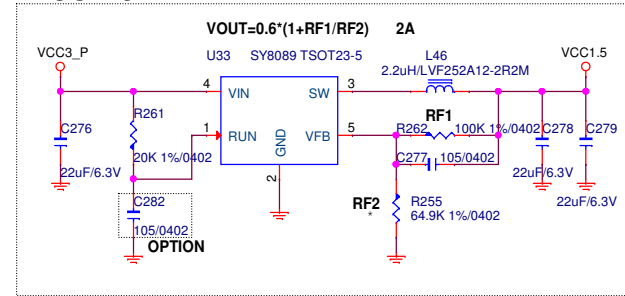 VOUT=0.6*(1+RF1/RF2) 2A
VCC3_P
U33 SY8089 TSOT23-5
L46
2.2uH/LVF252A12-2R2M
VCC1.5
4 VIN
SW 3
R261
20K 1%/0402
1 RUN
VFB 5
GND
2
RF1
R262 100K 1%/0402
C276
22uF/6.3V
C277 105/0402
C278
22uF/6.3V
C279
22uF/6.3V
C282
105/0402
OPTION
RF2
*
R255
64.9K 1%/0402